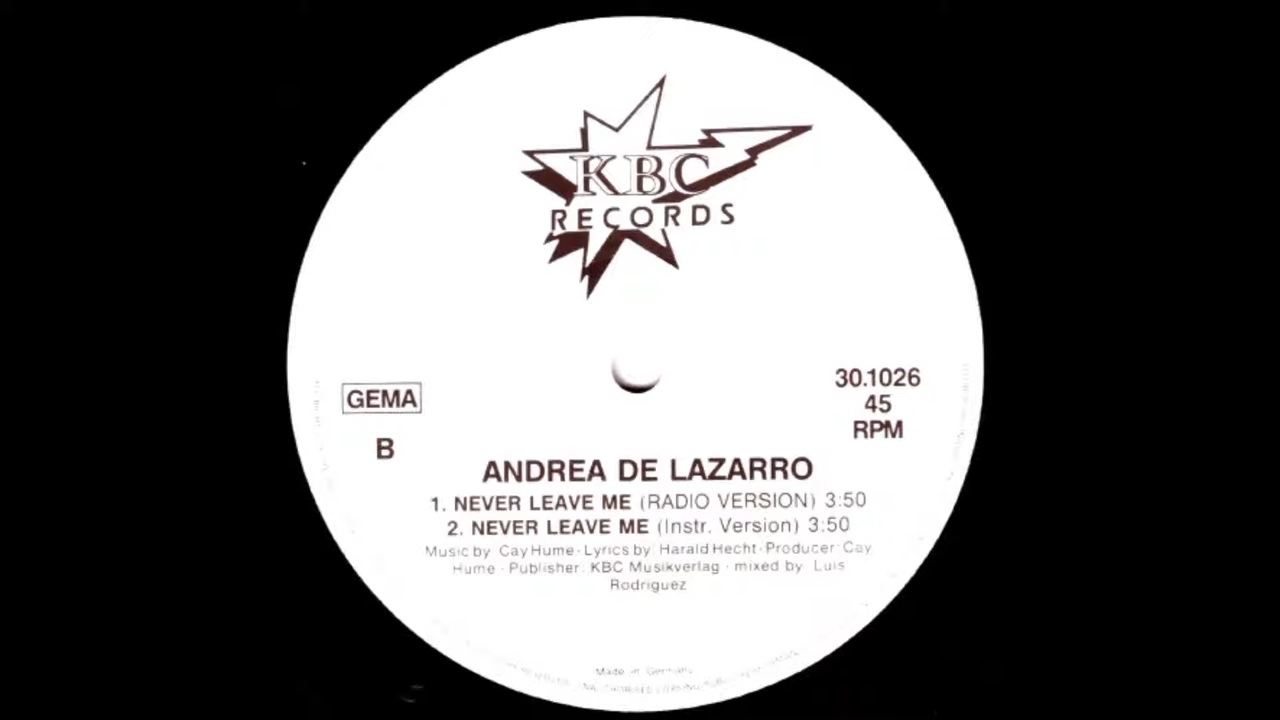 KBC
RECORDS
GEMA
B
30.1026
45
RPM
ANDREA DE LAZARRO
1. NEVER LEAVE ME (RADIO VERSION) 3:50
2. NEVER LEAVE ME (Instr. Version) 3:50
Music by Cay Hume · Lyrics by: Harald Hecht · Producer: Cay
Hume · Publisher: KBC Musikverlag · mixed by Luis
Rodriguez
Made in Germany